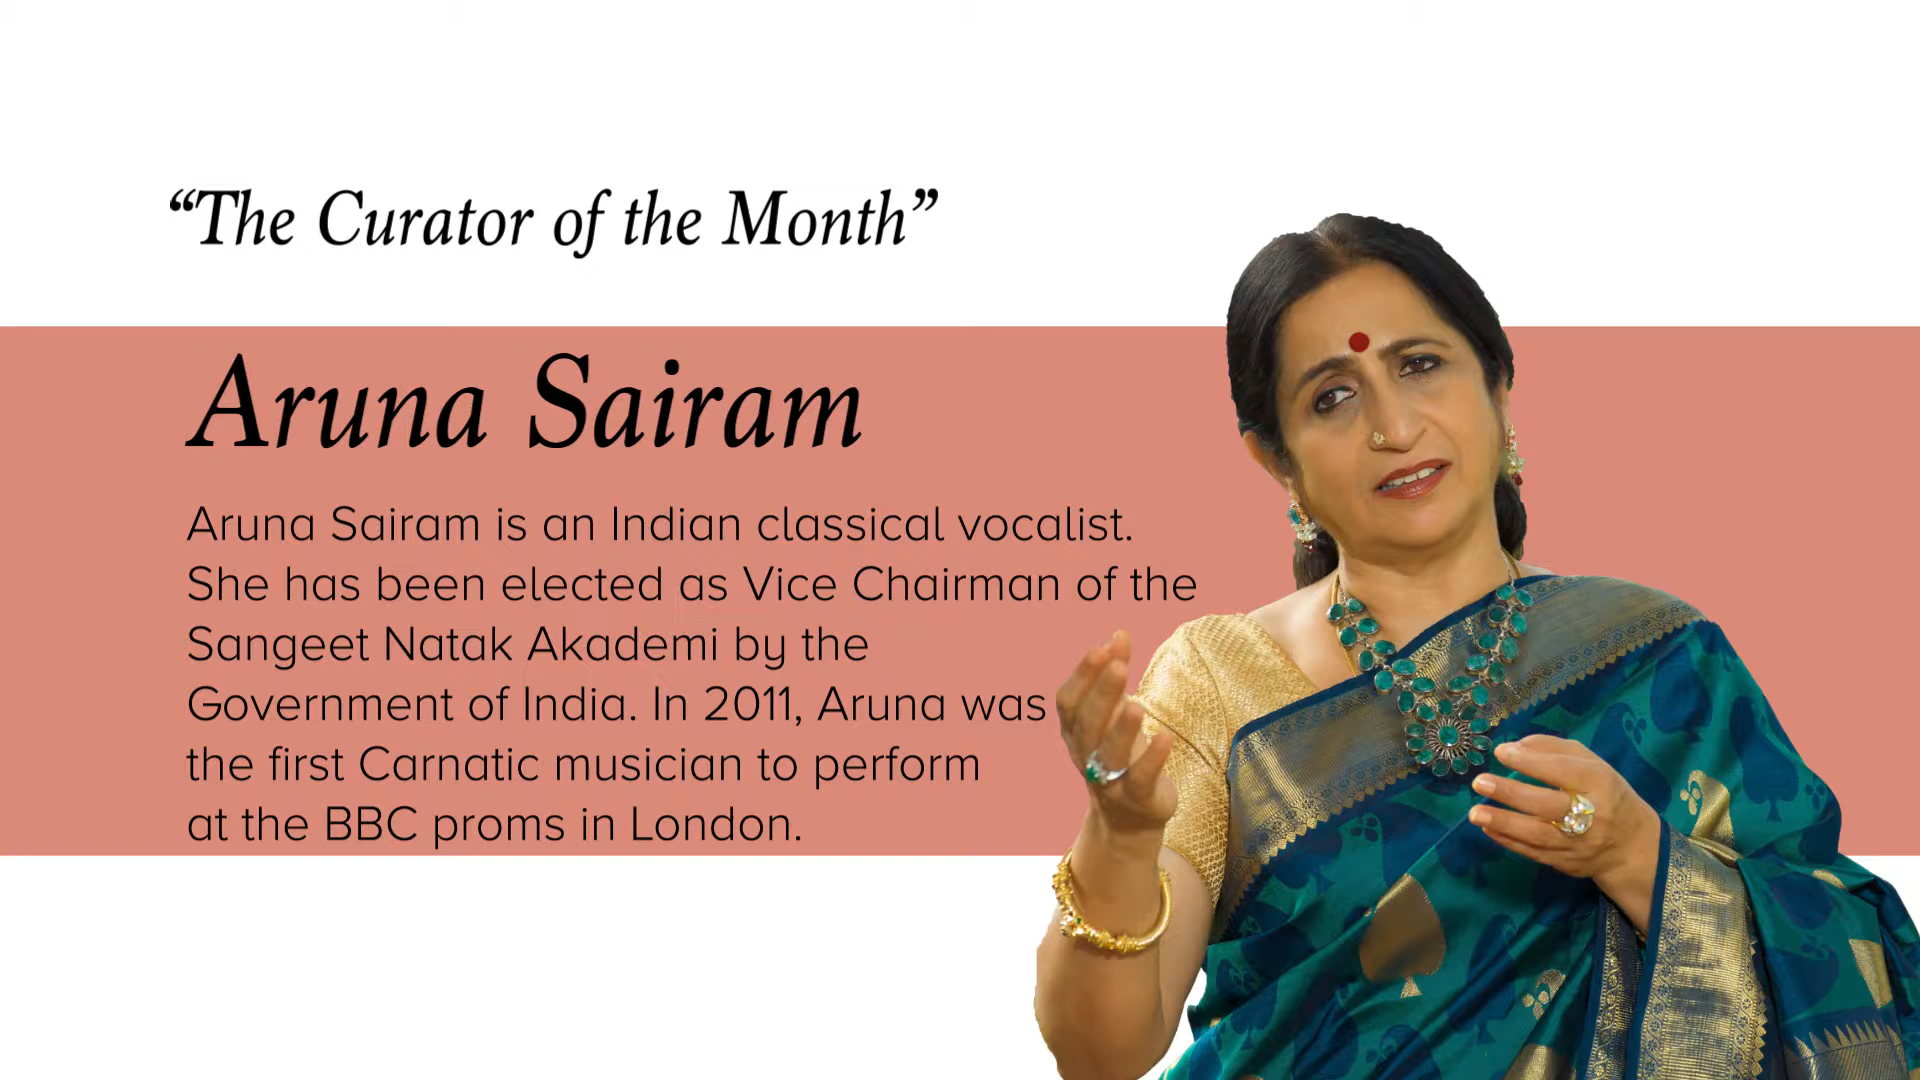 “The Curator of the Month”
Aruna Sairam
Aruna Sairam is an Indian classical vocalist.
She has been elected as Vice Chairman of the
Sangeet Natak Akademi by the
Government of India. In 2011, Aruna was
the first Carnatic musician to perform
at the BBC proms in London.